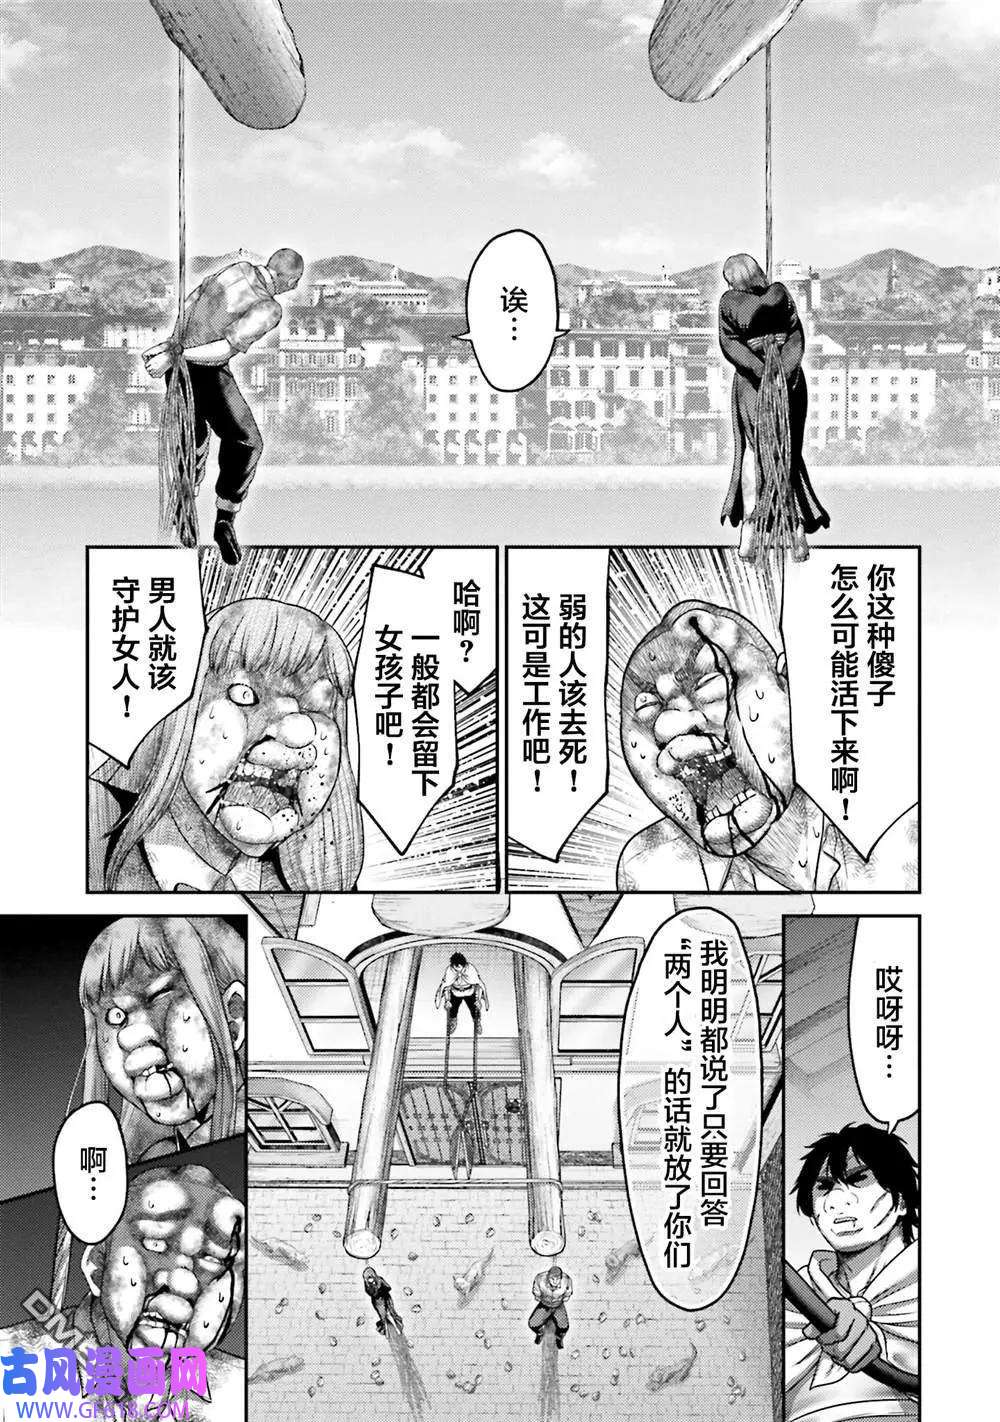 诶…
你这种傻子
怎么可能活下来啊！
弱的人该去死！
这可是工作吧！
哈啊？
一般都会留下
女孩子吧！
男人就该
守护女人！
哎呀呀…
我明明都说了只要回答
“两个人”的话就放了你们
啊…
古风漫画网
WWW.GF618.COM